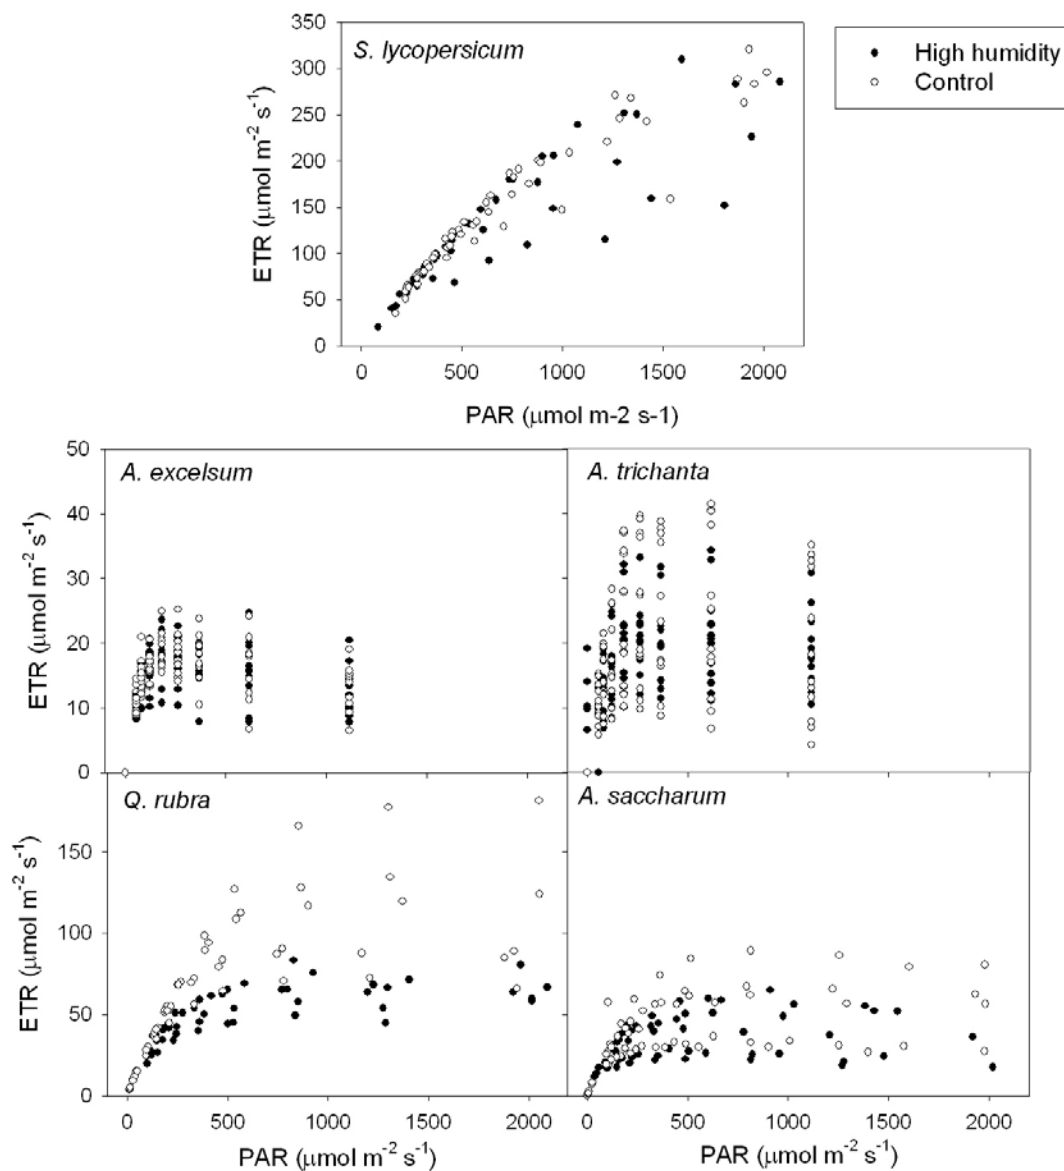 S. lycopersicum
High humidity
Control
ETR (μmol m-2 s-1)
350
300
250
200
150
100
50
0
0 500 1000 1500 2000
PAR (μmol m-2 s-1)
A. excelsum
A. trichanta
ETR (μmol m-2 s-1)
50
40
30
20
10
0
Q. rubra
A. saccharum
ETR (μmol m-2 s-1)
150
100
50
0
0 500 1000 1500 2000
0 500 1000 1500 2000
PAR (μmol m-2 s-1)
PAR (μmol m-2 s-1)